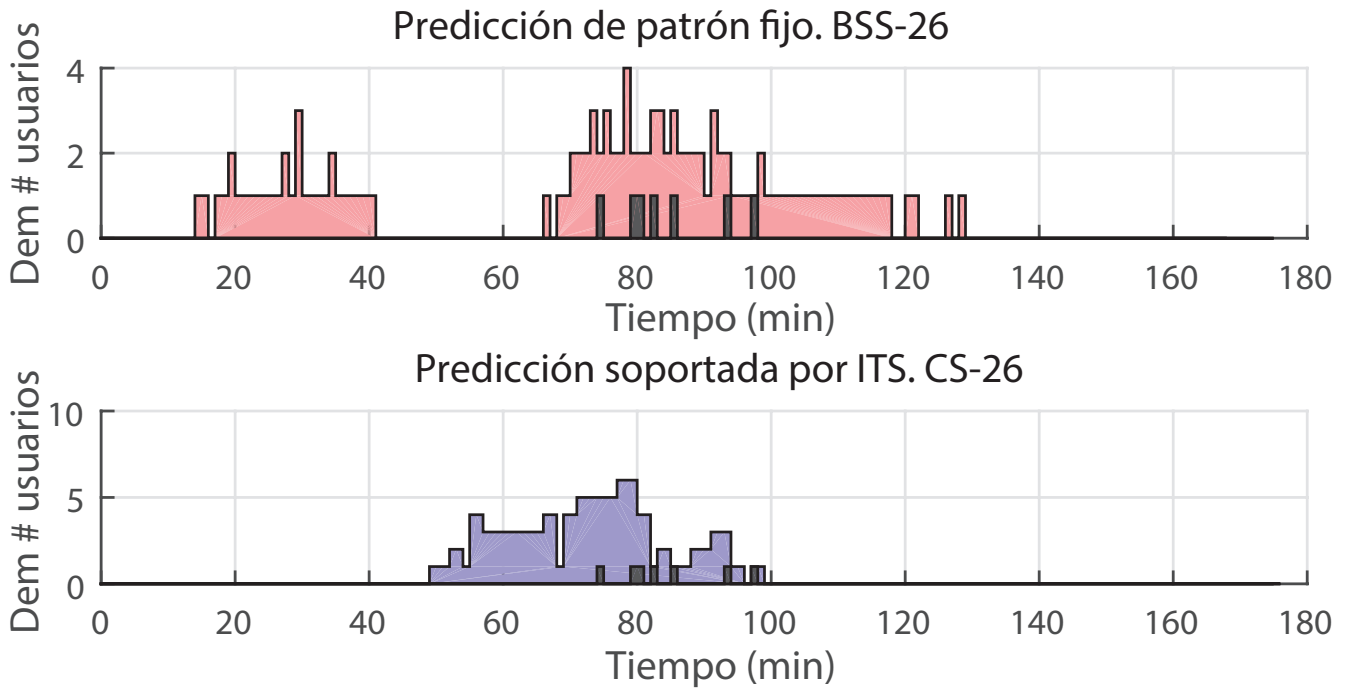 Predicción de patrón fijo. BSS-26
Dem # usuarios
4
2
0
0 20 40 60 80 100 120 140 160 180
Tiempo (min)
Predicción soportada por ITS. CS-26
Dem # usuarios
10
5
0
0 20 40 60 80 100 120 140 160 180
Tiempo (min)